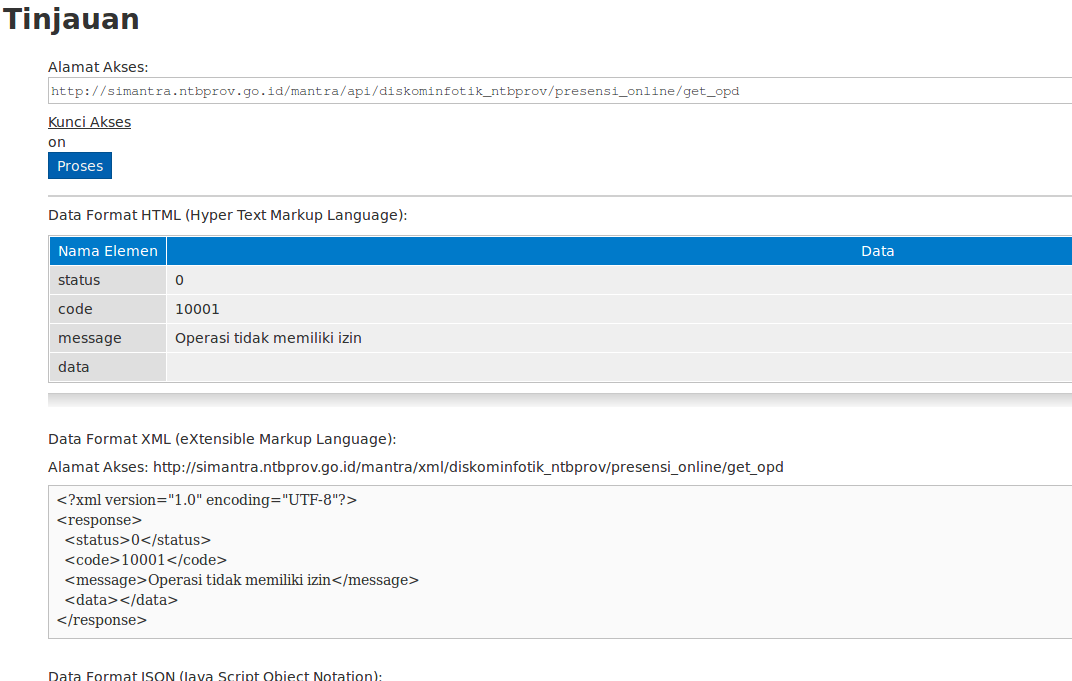 Tinjauan
Alamat Akses:
http://simantra.ntbprov.go.id/mantra/api/diskominfotik_ntbprov/presensi_online/get_opd
Kunci Akses
on
Proses
Data Format HTML (Hyper Text Markup Language):
Nama Elemen Data
status 0
code 10001
message Operasi tidak memiliki izin
data
Data Format XML (eXtensible Markup Language):
Alamat Akses: http://simantra.ntbprov.go.id/mantra/xml/diskominfotik_ntbprov/presensi_online/get_opd
<?xml version="1.0" encoding="UTF-8"?>
<response>
  <status>0</status>
  <code>10001</code>
  <message>Operasi tidak memiliki izin</message>
  <data></data>
</response>
Data Format JSON (Java Script Object Notation):